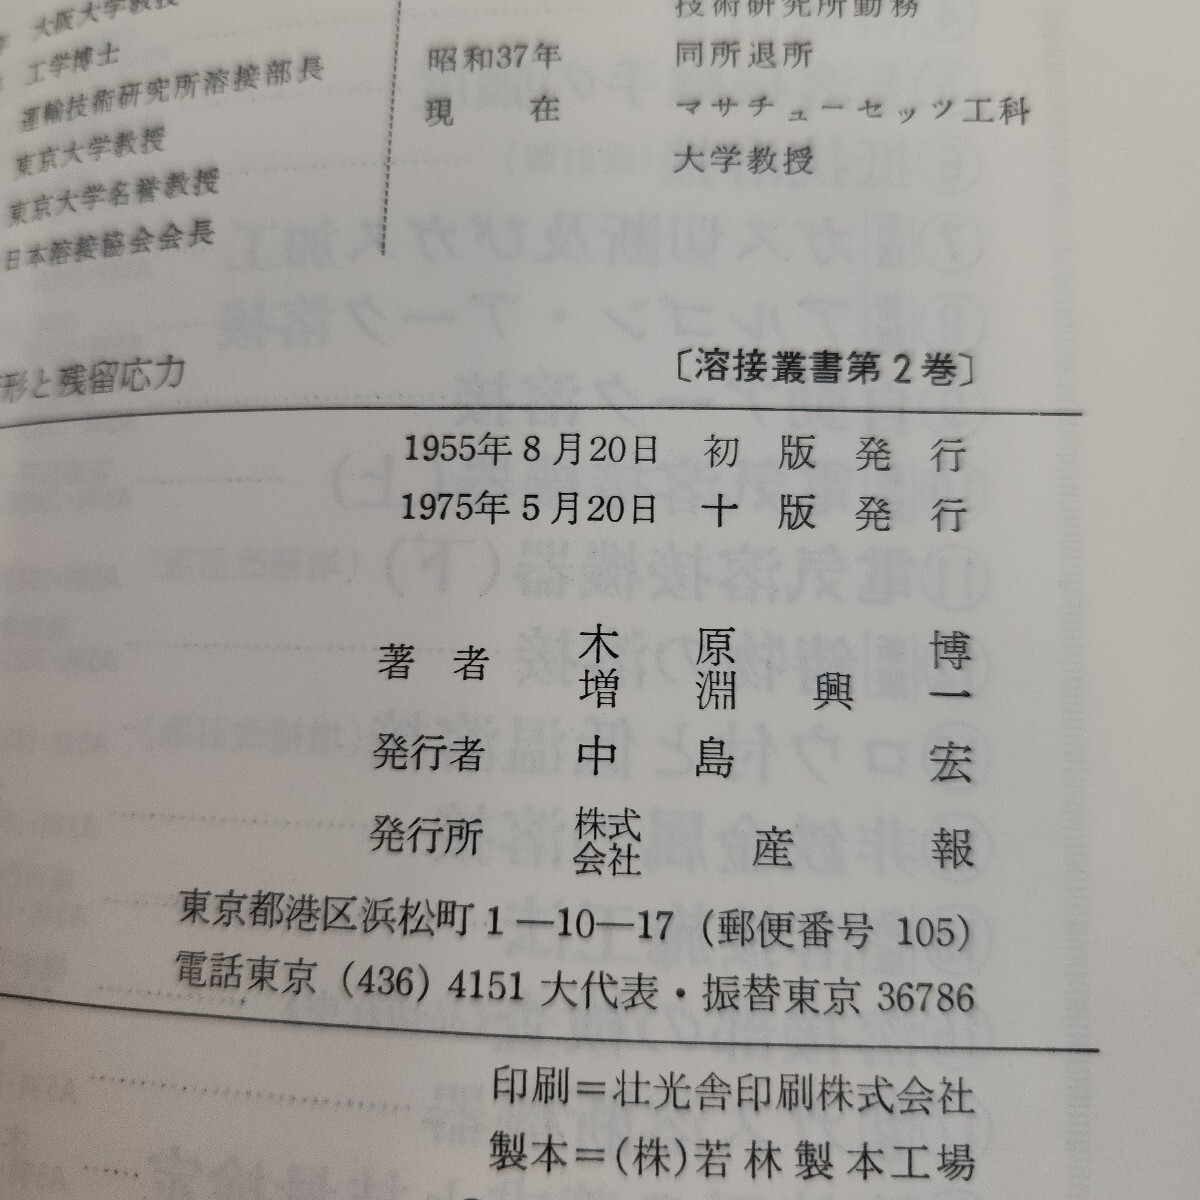 大阪大学教授
工学博士
運輸技術研究所溶接部長
東京大学教授
東京大学名誉教授
日本溶接協会会長
技術研究所勤務
昭和37年 同所退所
現 在 マサチューセッツ工科
大学教授
形と残留応力 〔溶接叢書第2巻〕
1955年8月20日 初版発行
1975年5月20日 十版発行
著者 木原博
増淵興一
発行者 中島宏
発行所 株式会社 産報
東京都港区浜松町1―10―17 (郵便番号 105)
電話東京 (436) 4151 大代表・振替東京 36786
印刷＝壮光舎印刷株式会社
製本＝(株)若林製本工場